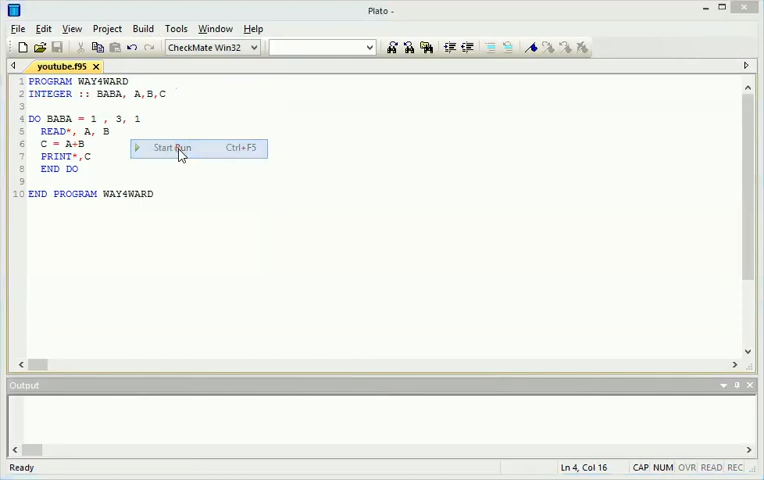 Plato -
File Edit View Project Build Tools Window Help
CheckMate Win32
youtube.f95
1 PROGRAM WAY4WARD
2 INTEGER :: BABA, A,B,C
3
4 DO BABA = 1 , 3, 1
5 READ*, A, B
6 C = A+B
7 PRINT*,C
8 END DO
9
10 END PROGRAM WAY4WARD
Start Run Ctrl+F5
Output
Ready Ln 4, Col 16 CAP NUM OVR READ REC